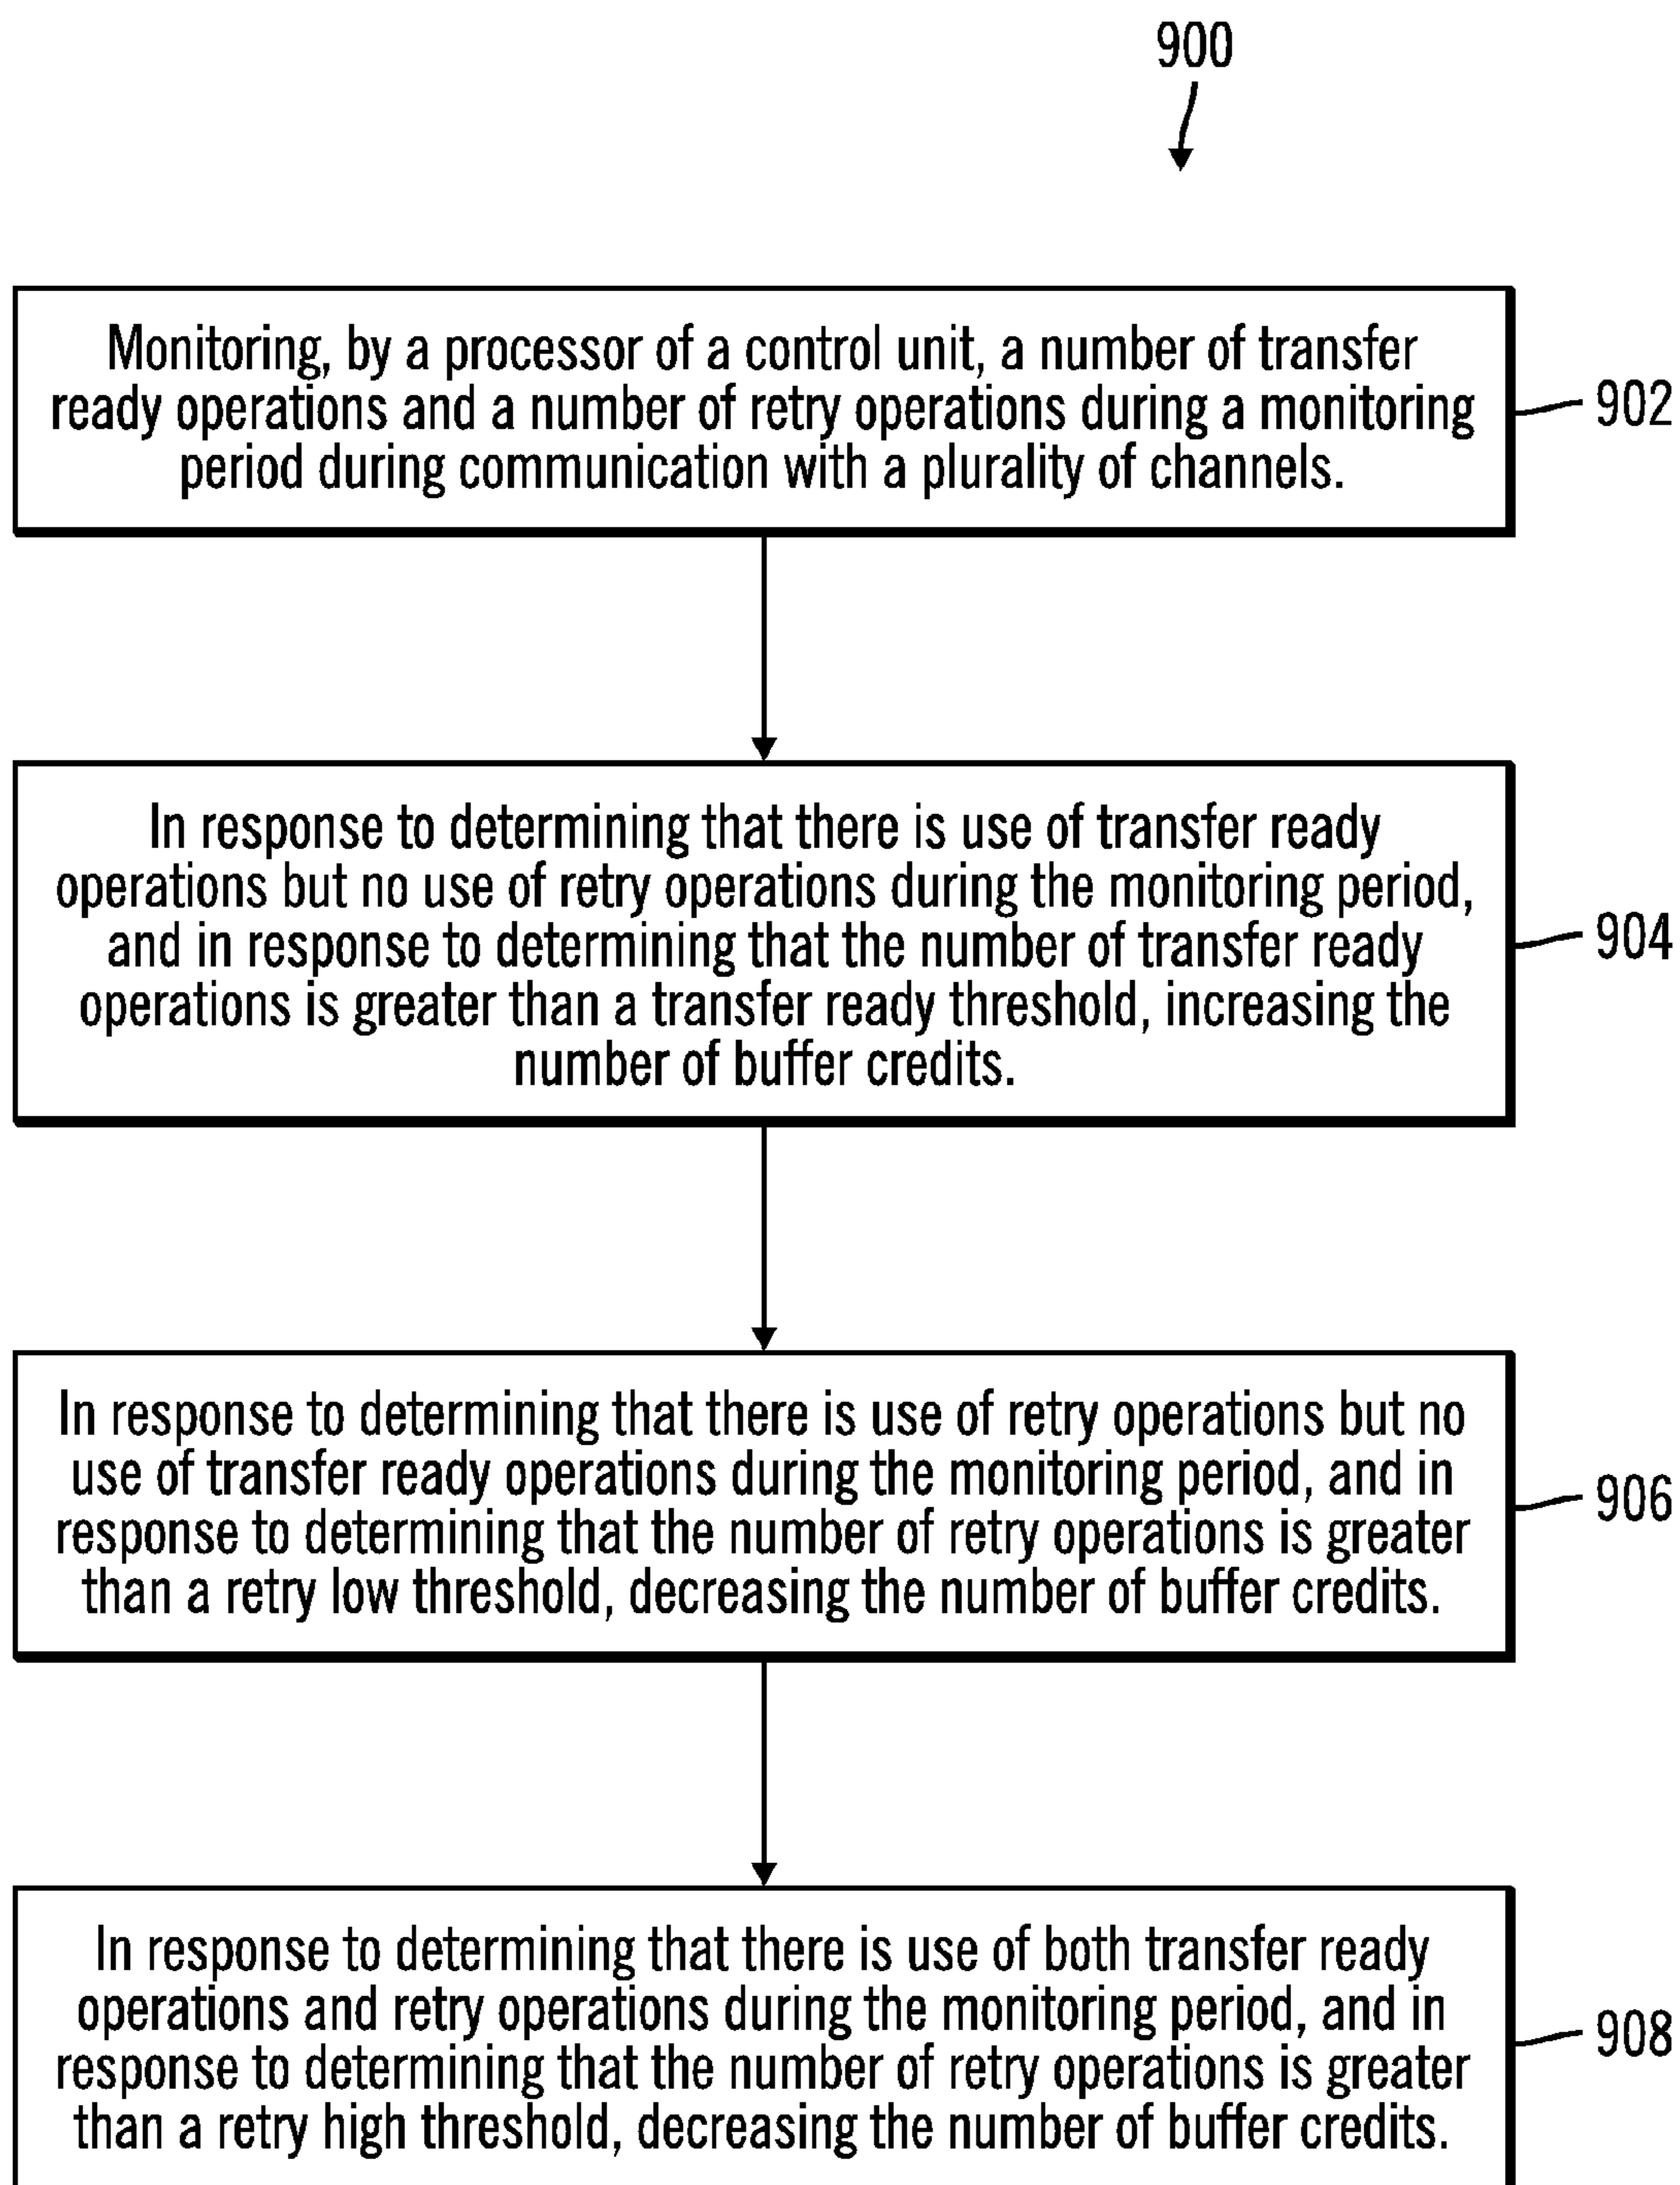 900
Monitoring, by a processor of a control unit, a number of transfer
ready operations and a number of retry operations during a monitoring
period during communication with a plurality of channels.
902
In response to determining that there is use of transfer ready
operations but no use of retry operations during the monitoring period,
and in response to determining that the number of transfer ready
operations is greater than a transfer ready threshold, increasing the
number of buffer credits.
904
In response to determining that there is use of retry operations but no
use of transfer ready operations during the monitoring period, and in
response to determining that the number of retry operations is greater
than a retry low threshold, decreasing the number of buffer credits.
906
In response to determining that there is use of both transfer ready
operations and retry operations during the monitoring period, and in
response to determining that the number of retry operations is greater
than a retry high threshold, decreasing the number of buffer credits.
908